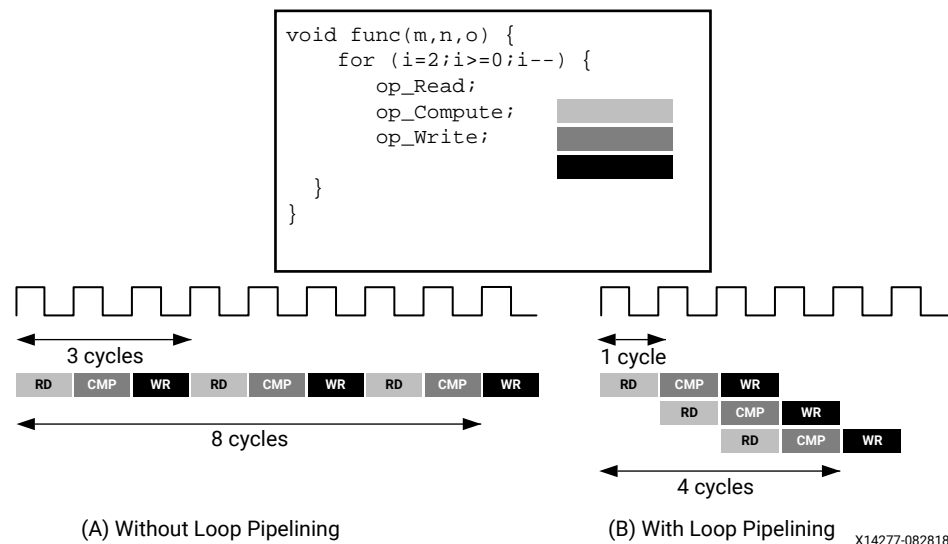 void func(m,n,o) {
for (i=2;i>=0;i--) {
op_Read;
op_Compute;
op_Write;
}
}
3 cycles
RD CMP WR RD CMP WR RD CMP WR
8 cycles
(A) Without Loop Pipelining
1 cycle
RD CMP WR
RD CMP WR
RD CMP WR
4 cycles
(B) With Loop Pipelining
X14277-082818